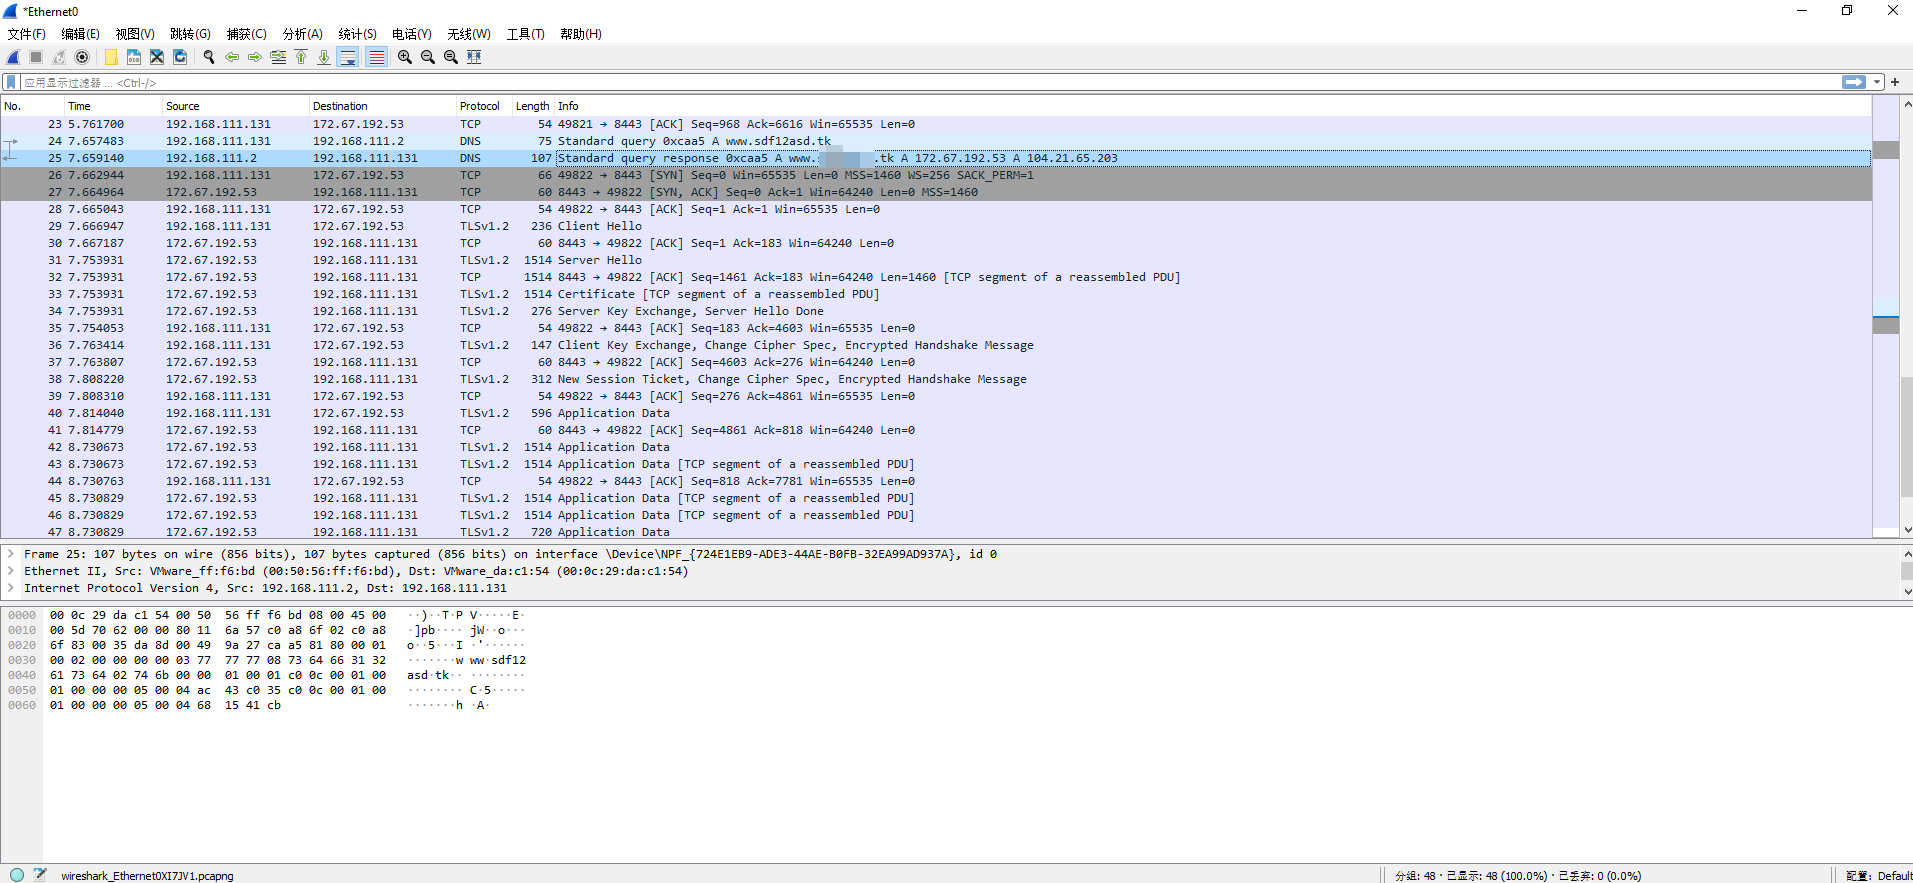 *Ethernet0
文件(F) 编辑(E) 视图(V) 跳转(G) 捕获(C) 分析(A) 统计(S) 电话(Y) 无线(W) 工具(T) 帮助(H)
应用显示过滤器 … <Ctrl-/>
No. Time Source Destination Protocol Length Info
23 5.761700 192.168.111.131 172.67.192.53 TCP 54 49821 → 8443 [ACK] Seq=968 Ack=6616 Win=65535 Len=0
24 7.657483 192.168.111.131 192.168.111.2 DNS 75 Standard query 0xcaa5 A www.sdf12asd.tk
25 7.659140 192.168.111.2 192.168.111.131 DNS 107 Standard query response 0xcaa5 A www. .tk A 172.67.192.53 A 104.21.65.203
26 7.662944 192.168.111.131 172.67.192.53 TCP 66 49822 → 8443 [SYN] Seq=0 Win=65535 Len=0 MSS=1460 WS=256 SACK_PERM=1
27 7.664964 172.67.192.53 192.168.111.131 TCP 60 8443 → 49822 [SYN, ACK] Seq=0 Ack=1 Win=64240 Len=0 MSS=1460
28 7.665043 192.168.111.131 172.67.192.53 TCP 54 49822 → 8443 [ACK] Seq=1 Ack=1 Win=65535 Len=0
29 7.666947 192.168.111.131 172.67.192.53 TLSv1.2 236 Client Hello
30 7.667187 172.67.192.53 192.168.111.131 TCP 60 8443 → 49822 [ACK] Seq=1 Ack=183 Win=64240 Len=0
31 7.753931 172.67.192.53 192.168.111.131 TLSv1.2 1514 Server Hello
32 7.753931 172.67.192.53 192.168.111.131 TCP 1514 8443 → 49822 [ACK] Seq=1461 Ack=183 Win=64240 Len=1460 [TCP segment of a reassembled PDU]
33 7.753931 172.67.192.53 192.168.111.131 TLSv1.2 1514 Certificate [TCP segment of a reassembled PDU]
34 7.753931 172.67.192.53 192.168.111.131 TLSv1.2 276 Server Key Exchange, Server Hello Done
35 7.754053 192.168.111.131 172.67.192.53 TCP 54 49822 → 8443 [ACK] Seq=183 Ack=4603 Win=65535 Len=0
36 7.763414 192.168.111.131 172.67.192.53 TLSv1.2 147 Client Key Exchange, Change Cipher Spec, Encrypted Handshake Message
37 7.763807 172.67.192.53 192.168.111.131 TCP 60 8443 → 49822 [ACK] Seq=4603 Ack=276 Win=64240 Len=0
38 7.808220 172.67.192.53 192.168.111.131 TLSv1.2 312 New Session Ticket, Change Cipher Spec, Encrypted Handshake Message
39 7.808310 192.168.111.131 172.67.192.53 TCP 54 49822 → 8443 [ACK] Seq=276 Ack=4861 Win=65535 Len=0
40 7.814040 192.168.111.131 172.67.192.53 TLSv1.2 596 Application Data
41 7.814779 172.67.192.53 192.168.111.131 TCP 60 8443 → 49822 [ACK] Seq=4861 Ack=818 Win=64240 Len=0
42 8.730673 172.67.192.53 192.168.111.131 TLSv1.2 1514 Application Data
43 8.730673 172.67.192.53 192.168.111.131 TLSv1.2 1514 Application Data [TCP segment of a reassembled PDU]
44 8.730763 192.168.111.131 172.67.192.53 TCP 54 49822 → 8443 [ACK] Seq=818 Ack=7781 Win=65535 Len=0
45 8.730829 172.67.192.53 192.168.111.131 TLSv1.2 1514 Application Data [TCP segment of a reassembled PDU]
46 8.730829 172.67.192.53 192.168.111.131 TLSv1.2 1514 Application Data [TCP segment of a reassembled PDU]
47 8.730829 172.67.192.53 192.168.111.131 TLSv1.2 720 Application Data
Frame 25: 107 bytes on wire (856 bits), 107 bytes captured (856 bits) on interface \Device\NPF_{724E1EB9-ADE3-44AE-B0FB-32EA99AD937A}, id 0
Ethernet II, Src: VMware_ff:f6:bd (00:50:56:ff:f6:bd), Dst: VMware_da:c1:54 (00:0c:29:da:c1:54)
Internet Protocol Version 4, Src: 192.168.111.2, Dst: 192.168.111.131
0000 00 0c 29 da c1 54 00 50 56 ff f6 bd 08 00 45 00 ··)··T·P V·····E·
0010 00 5d 70 62 00 00 80 11 6a 57 c0 a8 6f 02 c0 a8 ·]pb···· jW··o···
0020 6f 83 00 35 da 8d 00 49 9a 27 ca a5 81 80 00 01 o··5···I ·'······
0030 00 02 00 00 00 00 03 77 77 77 08 73 64 66 31 32 ·······w ww·sdf12
0040 61 73 64 02 74 6b 00 00 01 00 01 c0 0c 00 01 00 asd·tk·· ········
0050 01 00 00 00 05 00 04 ac 43 c0 35 c0 0c 00 01 00 ········ C·5·····
0060 01 00 00 00 05 00 04 68 15 41 cb ·······h ·A·
wireshark_Ethernet0XI7JV1.pcapng 分组: 48 · 已显示: 48 (100.0%) · 已丢弃: 0 (0.0%) 配置: Default